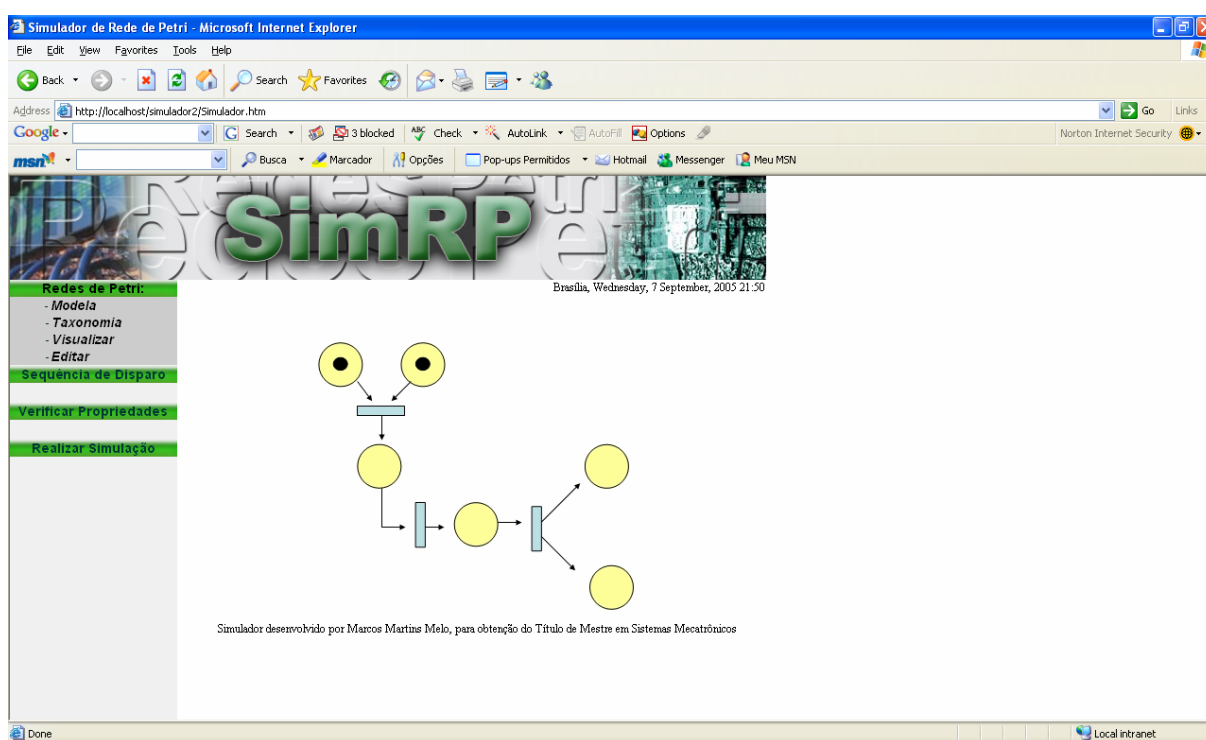 Simulador de Rede de Petri - Microsoft Internet Explorer
File Edit View Favorites Tools Help
Back Search Favorites
Address http://localhost/simulador2/Simulador.htm Go Links
Google Search 3 blocked Check AutoLink AutoFill Options Norton Internet Security
msn Busca Marcador Opções Pop-ups Permitidos Hotmail Messenger Meu MSN
SimRP
Brasília, Wednesday, 7 September, 2005 21:50
Redes de Petri:
- Modela
- Taxonomia
- Visualizar
- Editar
Sequência de Disparo
Verificar Propriedades
Realizar Simulação
Simulador desenvolvido por Marcos Martins Melo, para obtenção do Título de Mestre em Sistemas Mecatrônicos
Done Local intranet